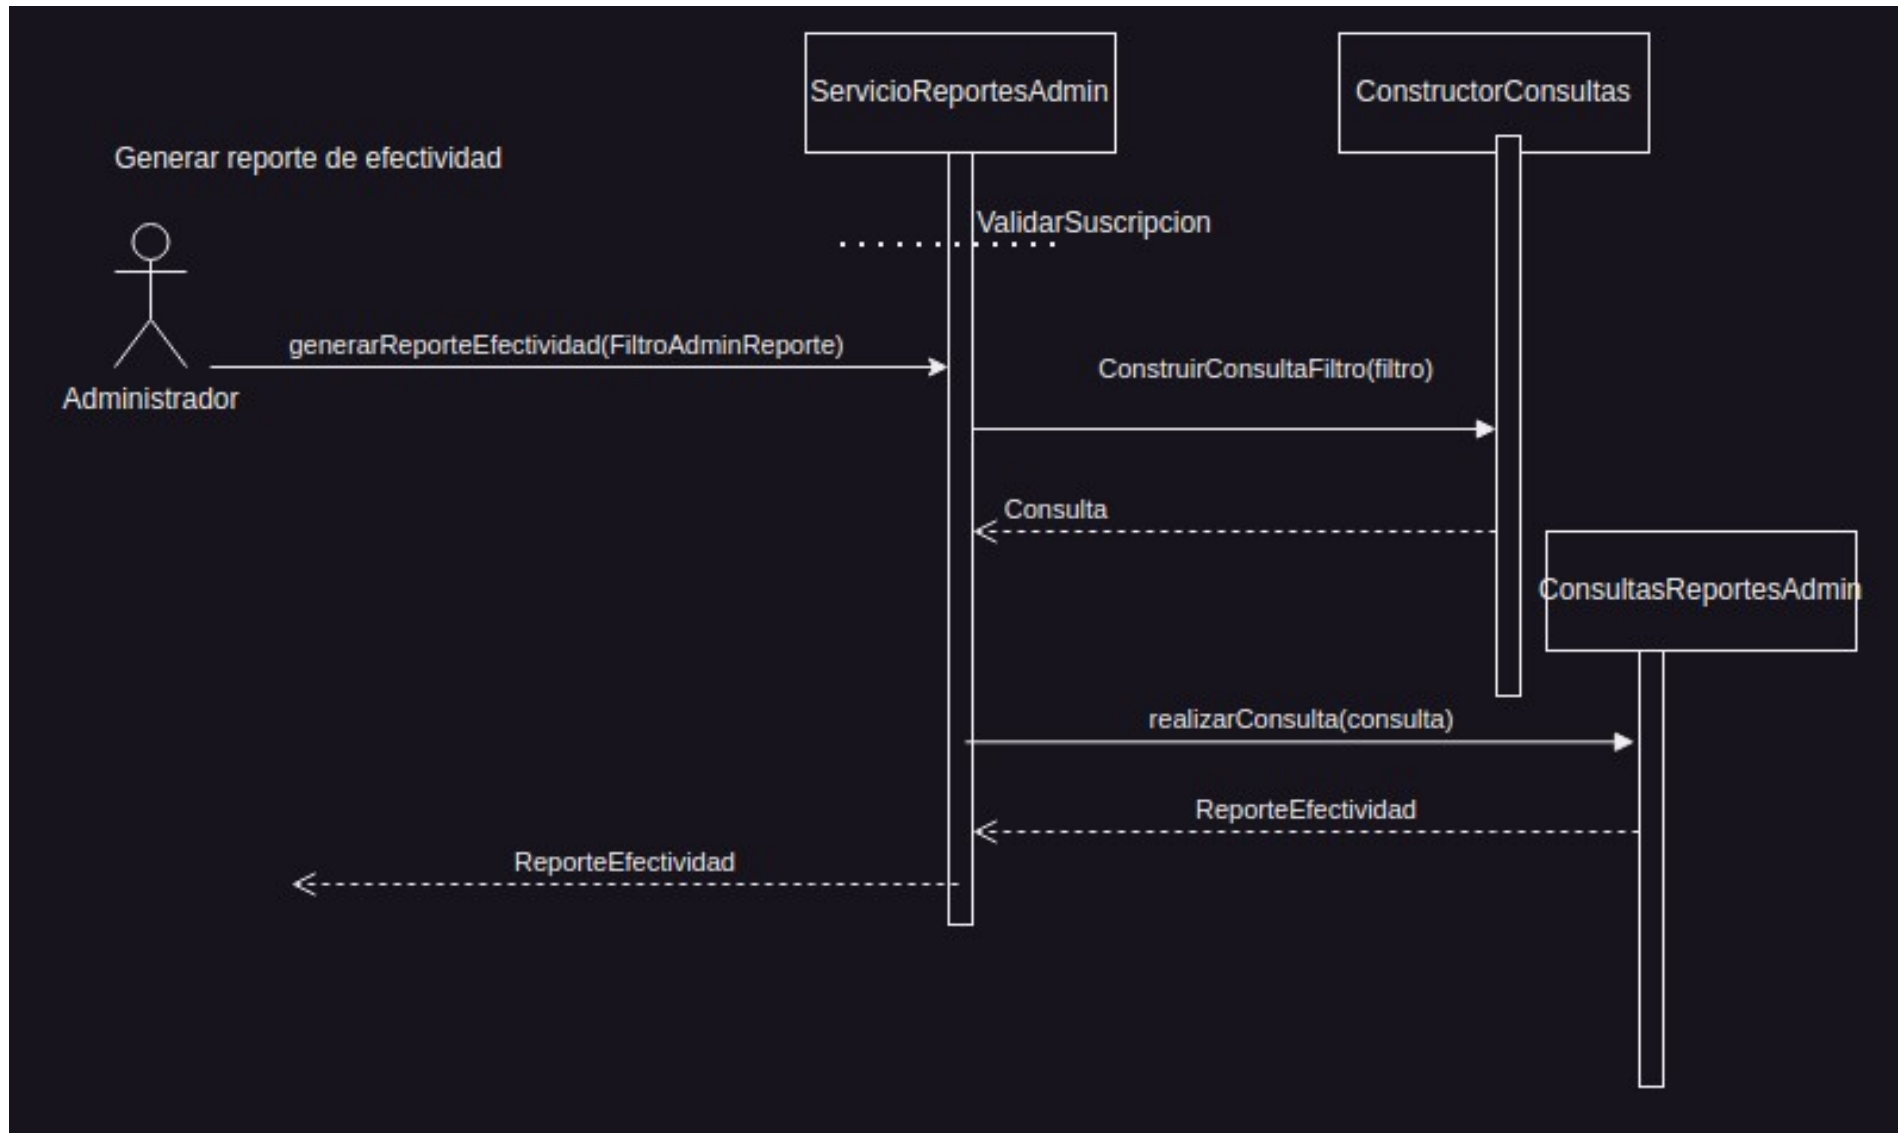 ServicioReportesAdmin
ConstructorConsultas
Generar reporte de efectividad
ValidarSuscripcion
generarReporteEfectividad(FiltroAdminReporte)
ConstruirConsultaFiltro(filtro)
Administrador
Consulta
ConsultasReportesAdmin
realizarConsulta(consulta)
ReporteEfectividad
ReporteEfectividad